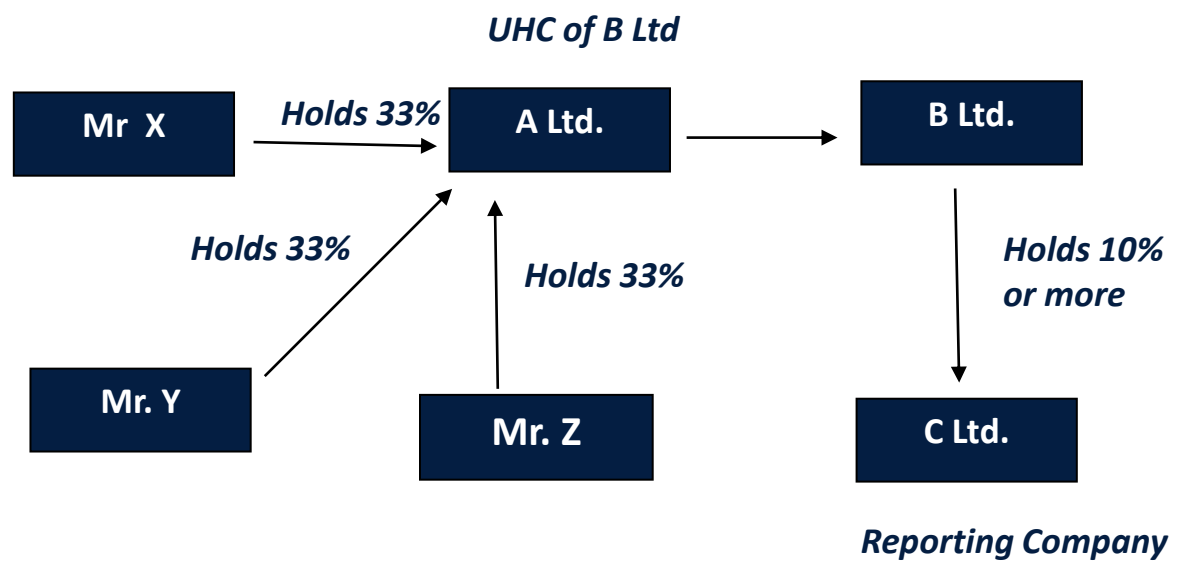 UHC of B Ltd
Mr  X
Holds 33%
A Ltd.
B Ltd.
Holds 33%
Holds 33%
Holds 10%
or more
Mr. Y
Mr. Z
C Ltd.
Reporting Company